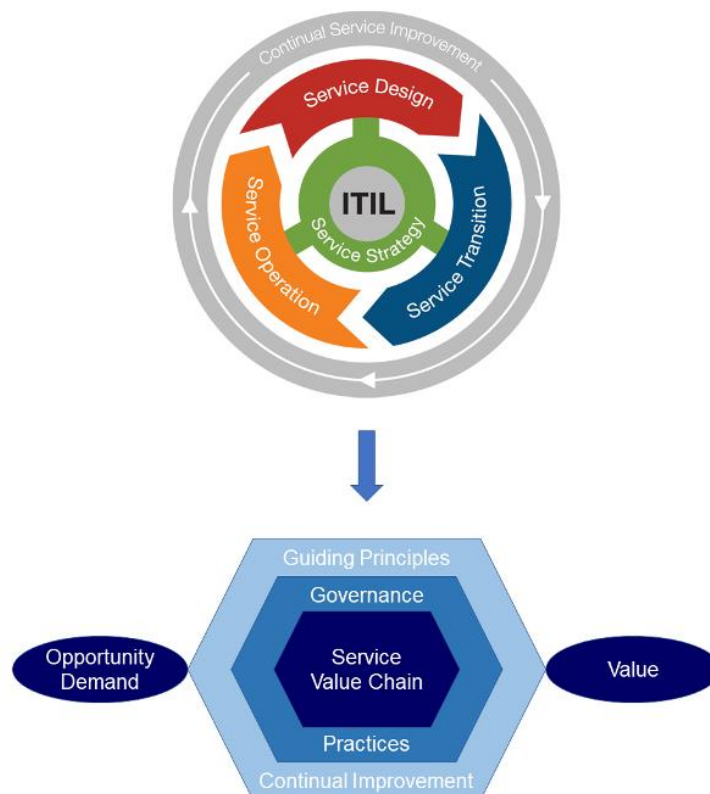 Continual Service Improvement
Service Design
ITIL
Service Strategy
Service Operation
Service Transition
Guiding Principles
Governance
Opportunity
Demand
Service
Value Chain
Value
Practices
Continual Improvement